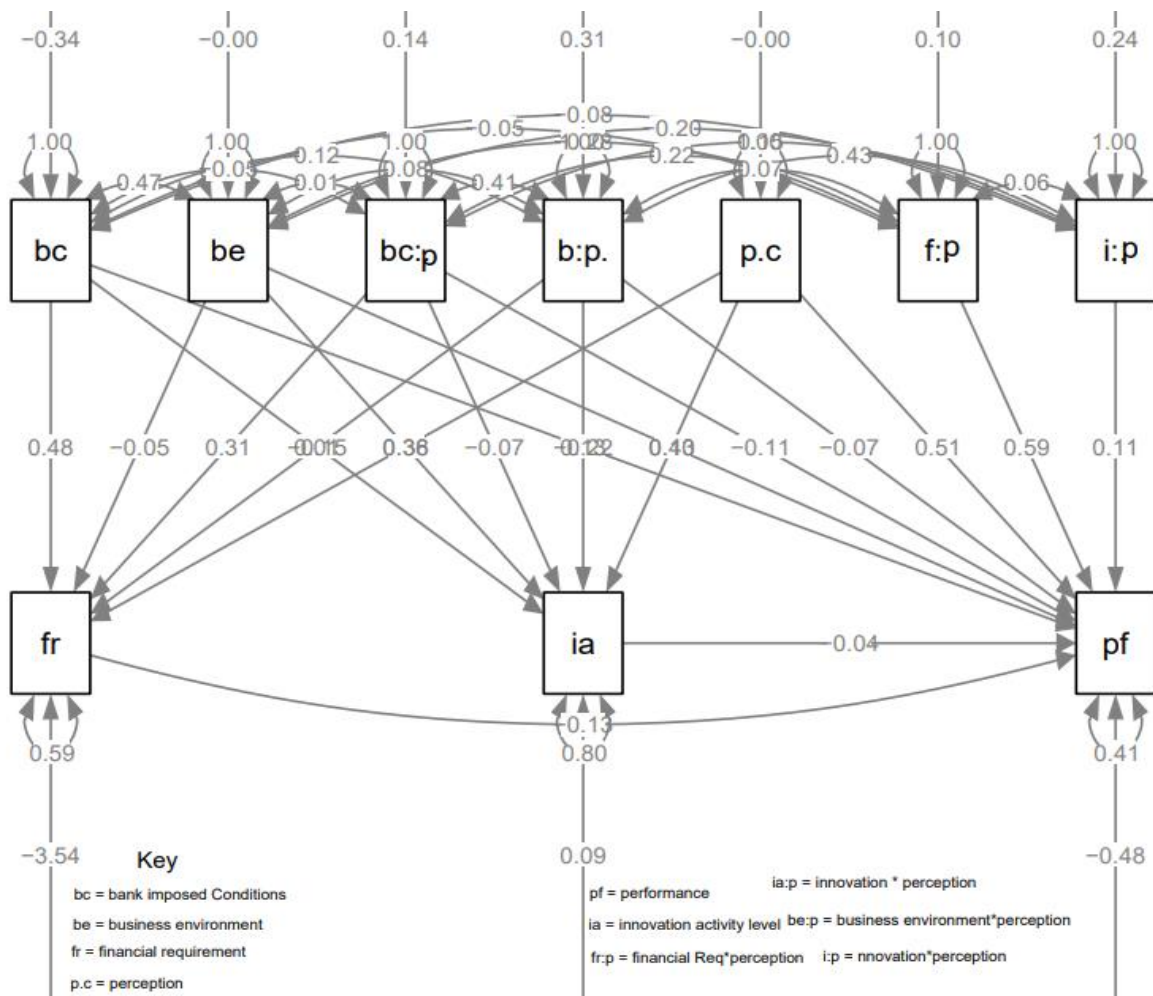 −0.34 −0.00 0.14 0.31 −0.00 0.10 0.24
0.08
0.05 0.20
1.00 1.00 1.00 1.00 1.00
0.12 0.22 0.43
0.47 0.01 0.08 0.41 0.07 0.06
bc be bc:p b:p. p.c f:p i:p
0.48 −0.05 0.31 −0.07 −0.11 −0.07 0.51 0.59 0.11
fr ia pf
0.04
0.13
0.59 0.80 0.41
−3.54 0.09 −0.48
Key
bc = bank imposed Conditions
be = business environment
fr = financial requirement
p.c = perception
pf = performance
ia = innovation activity level
fr:p = financial Req*perception
ia:p = innovation * perception
be:p = business environment*perception
i:p = nnovation*perception